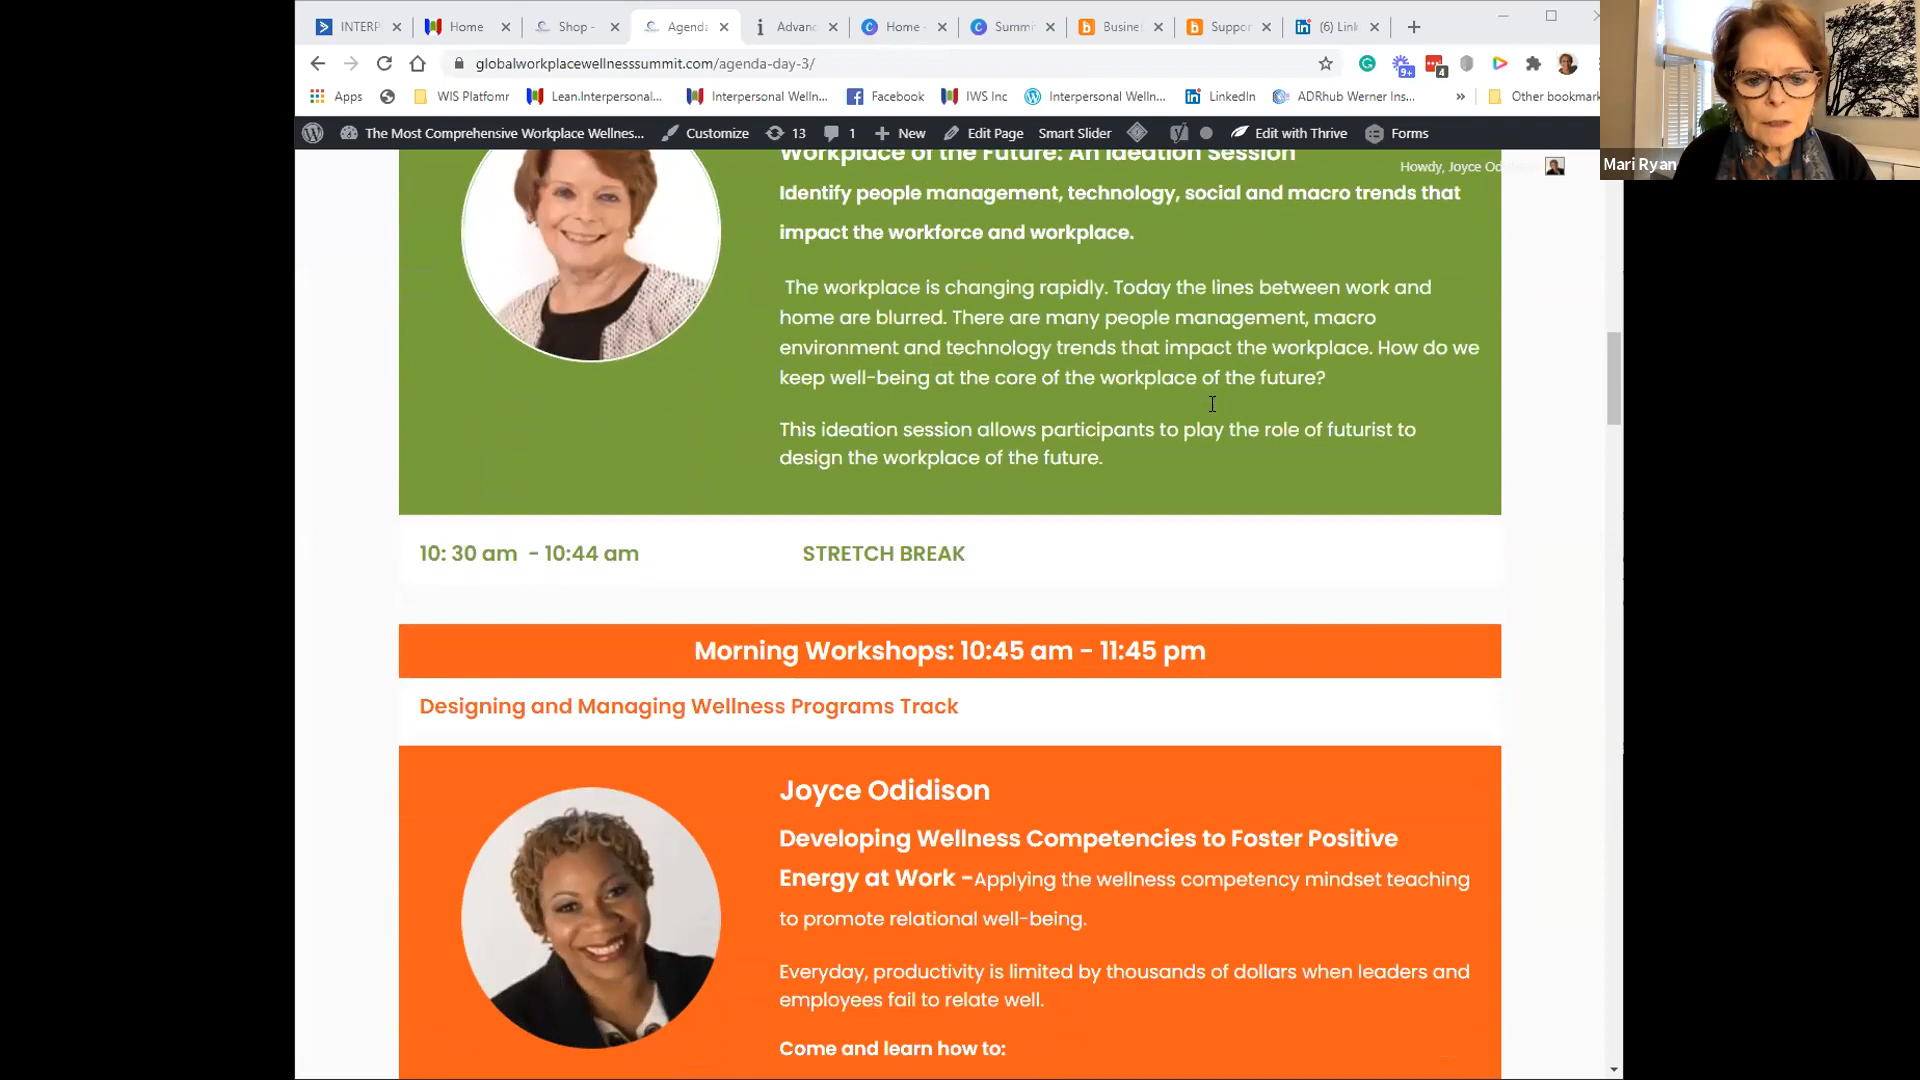 INTERP
Home
Shop -
Agenda
Advanc
Home -
Summi
Busine
Suppor
(6) Link
globalworkplacewellnesssummit.com/agenda-day-3/
9+
4
Apps
WIS Platfomr
Lean.Interpersonal...
Interpersonal Welln...
Facebook
IWS Inc
Interpersonal Welln...
LinkedIn
ADRhub Werner Ins...
»
Other bookmark
The Most Comprehensive Workplace Wellnes...
Customize
13
1
New
Edit Page
Smart Slider
Edit with Thrive
Forms
Howdy, Joyce Od
Mari Ryan
Workplace of the Future: An Ideation Session
Identify people management, technology, social and macro trends that
impact the workforce and workplace.
The workplace is changing rapidly. Today the lines between work and
home are blurred. There are many people management, macro
environment and technology trends that impact the workplace. How do we
keep well-being at the core of the workplace of the future?
This ideation session allows participants to play the role of futurist to
design the workplace of the future.
10: 30 am - 10:44 am
STRETCH BREAK
Morning Workshops: 10:45 am - 11:45 pm
Designing and Managing Wellness Programs Track
Joyce Odidison
Developing Wellness Competencies to Foster Positive
Energy at Work -Applying the wellness competency mindset teaching
to promote relational well-being.
Everyday, productivity is limited by thousands of dollars when leaders and
employees fail to relate well.
Come and learn how to: